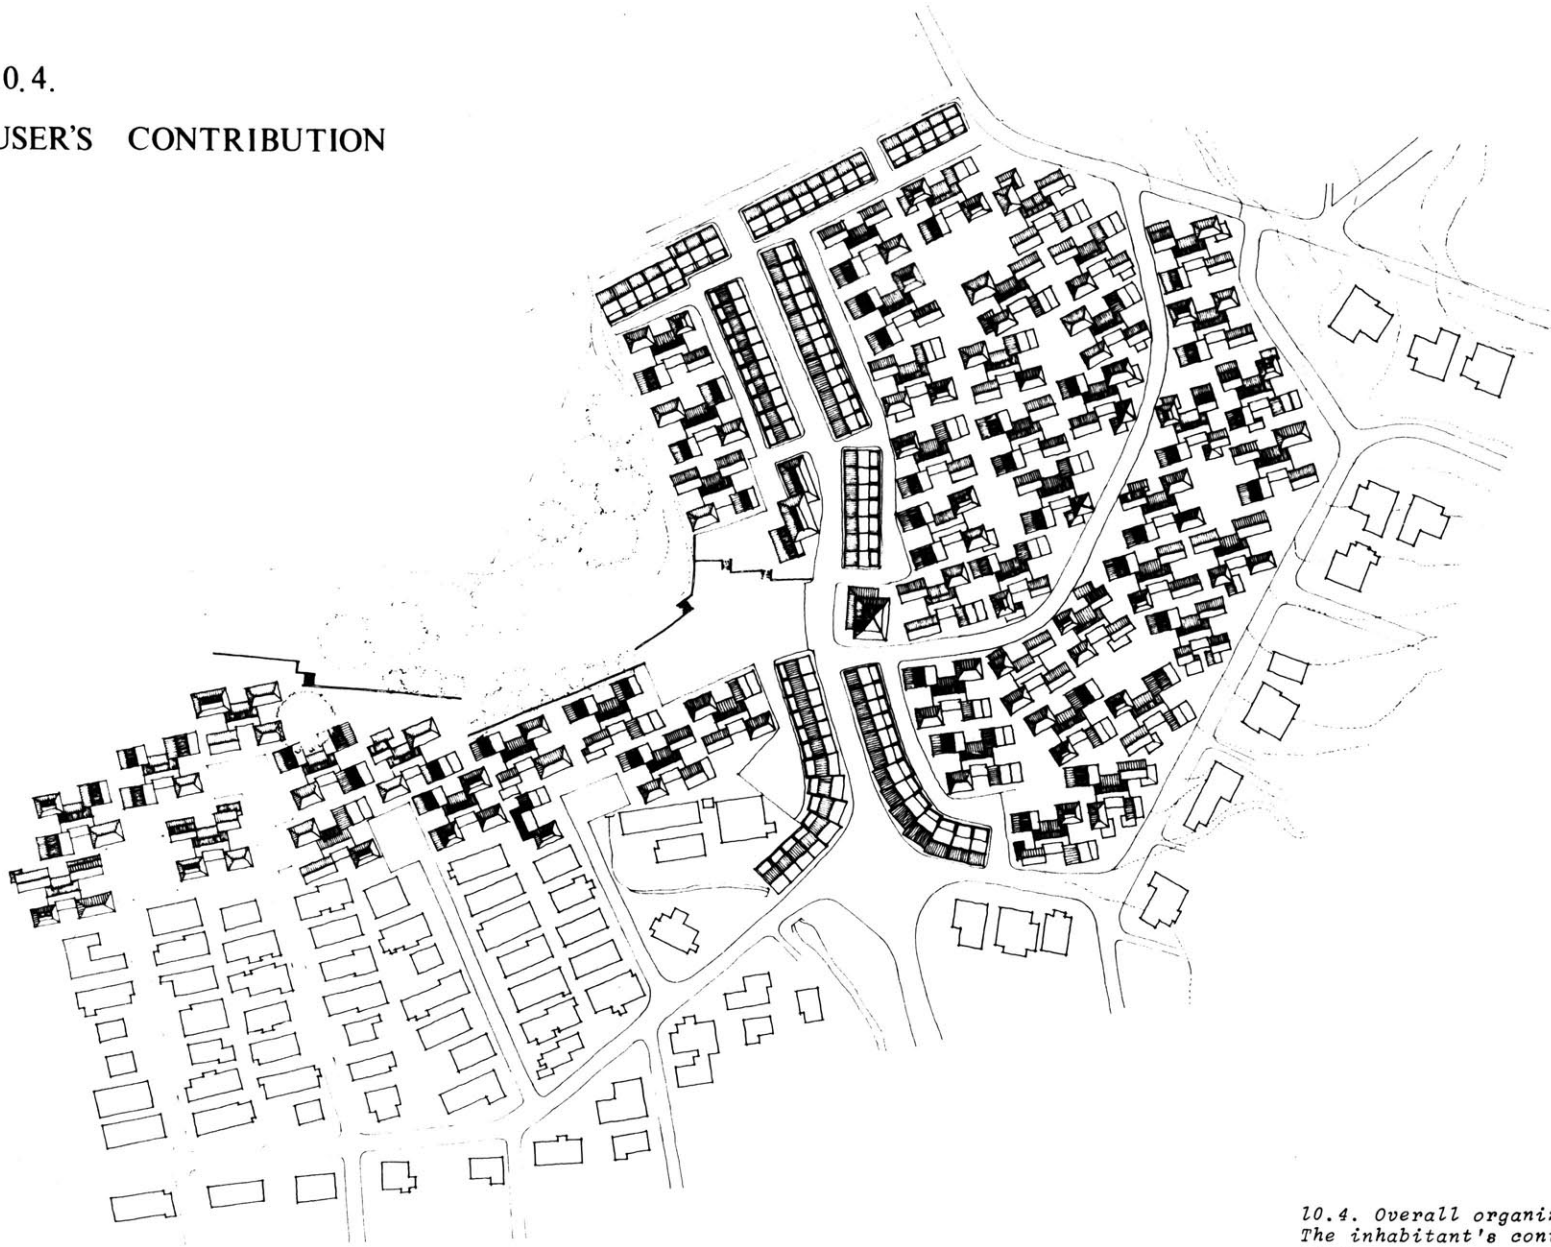 0.4.
USER'S CONTRIBUTION
10.4. Overall
The inhabitant's